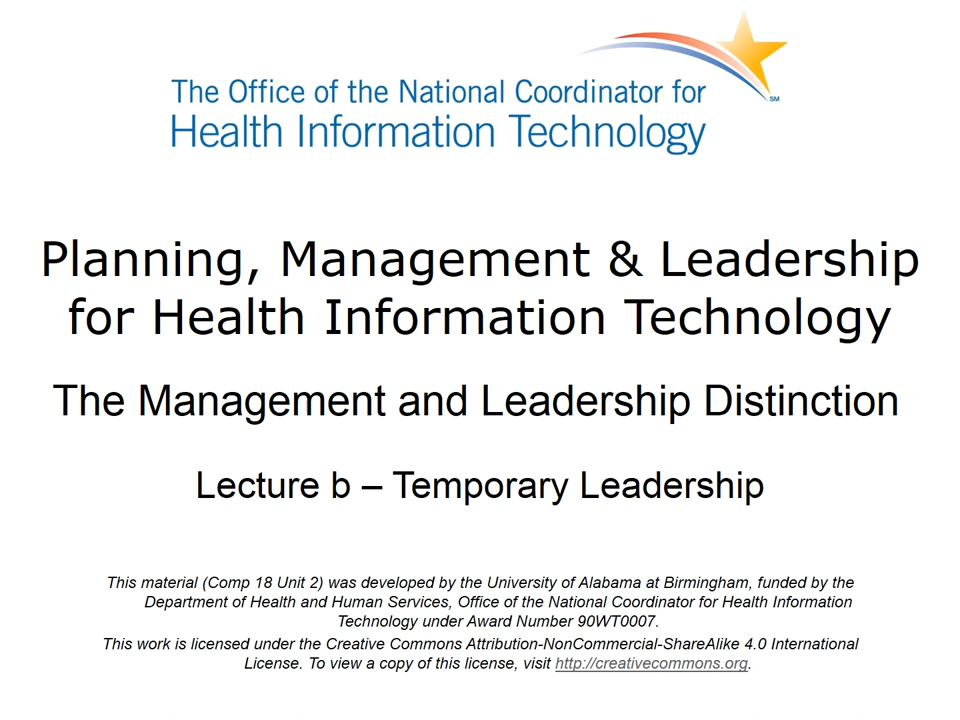 The Office of the National Coordinator for
Health Information Technology
SM
Planning, Management & Leadership
for Health Information Technology
The Management and Leadership Distinction
Lecture b – Temporary Leadership
This material (Comp 18 Unit 2) was developed by the University of Alabama at Birmingham, funded by the
Department of Health and Human Services, Office of the National Coordinator for Health Information
Technology under Award Number 90WT0007.
This work is licensed under the Creative Commons Attribution-NonCommercial-ShareAlike 4.0 International
License. To view a copy of this license, visit http://creativecommons.org.